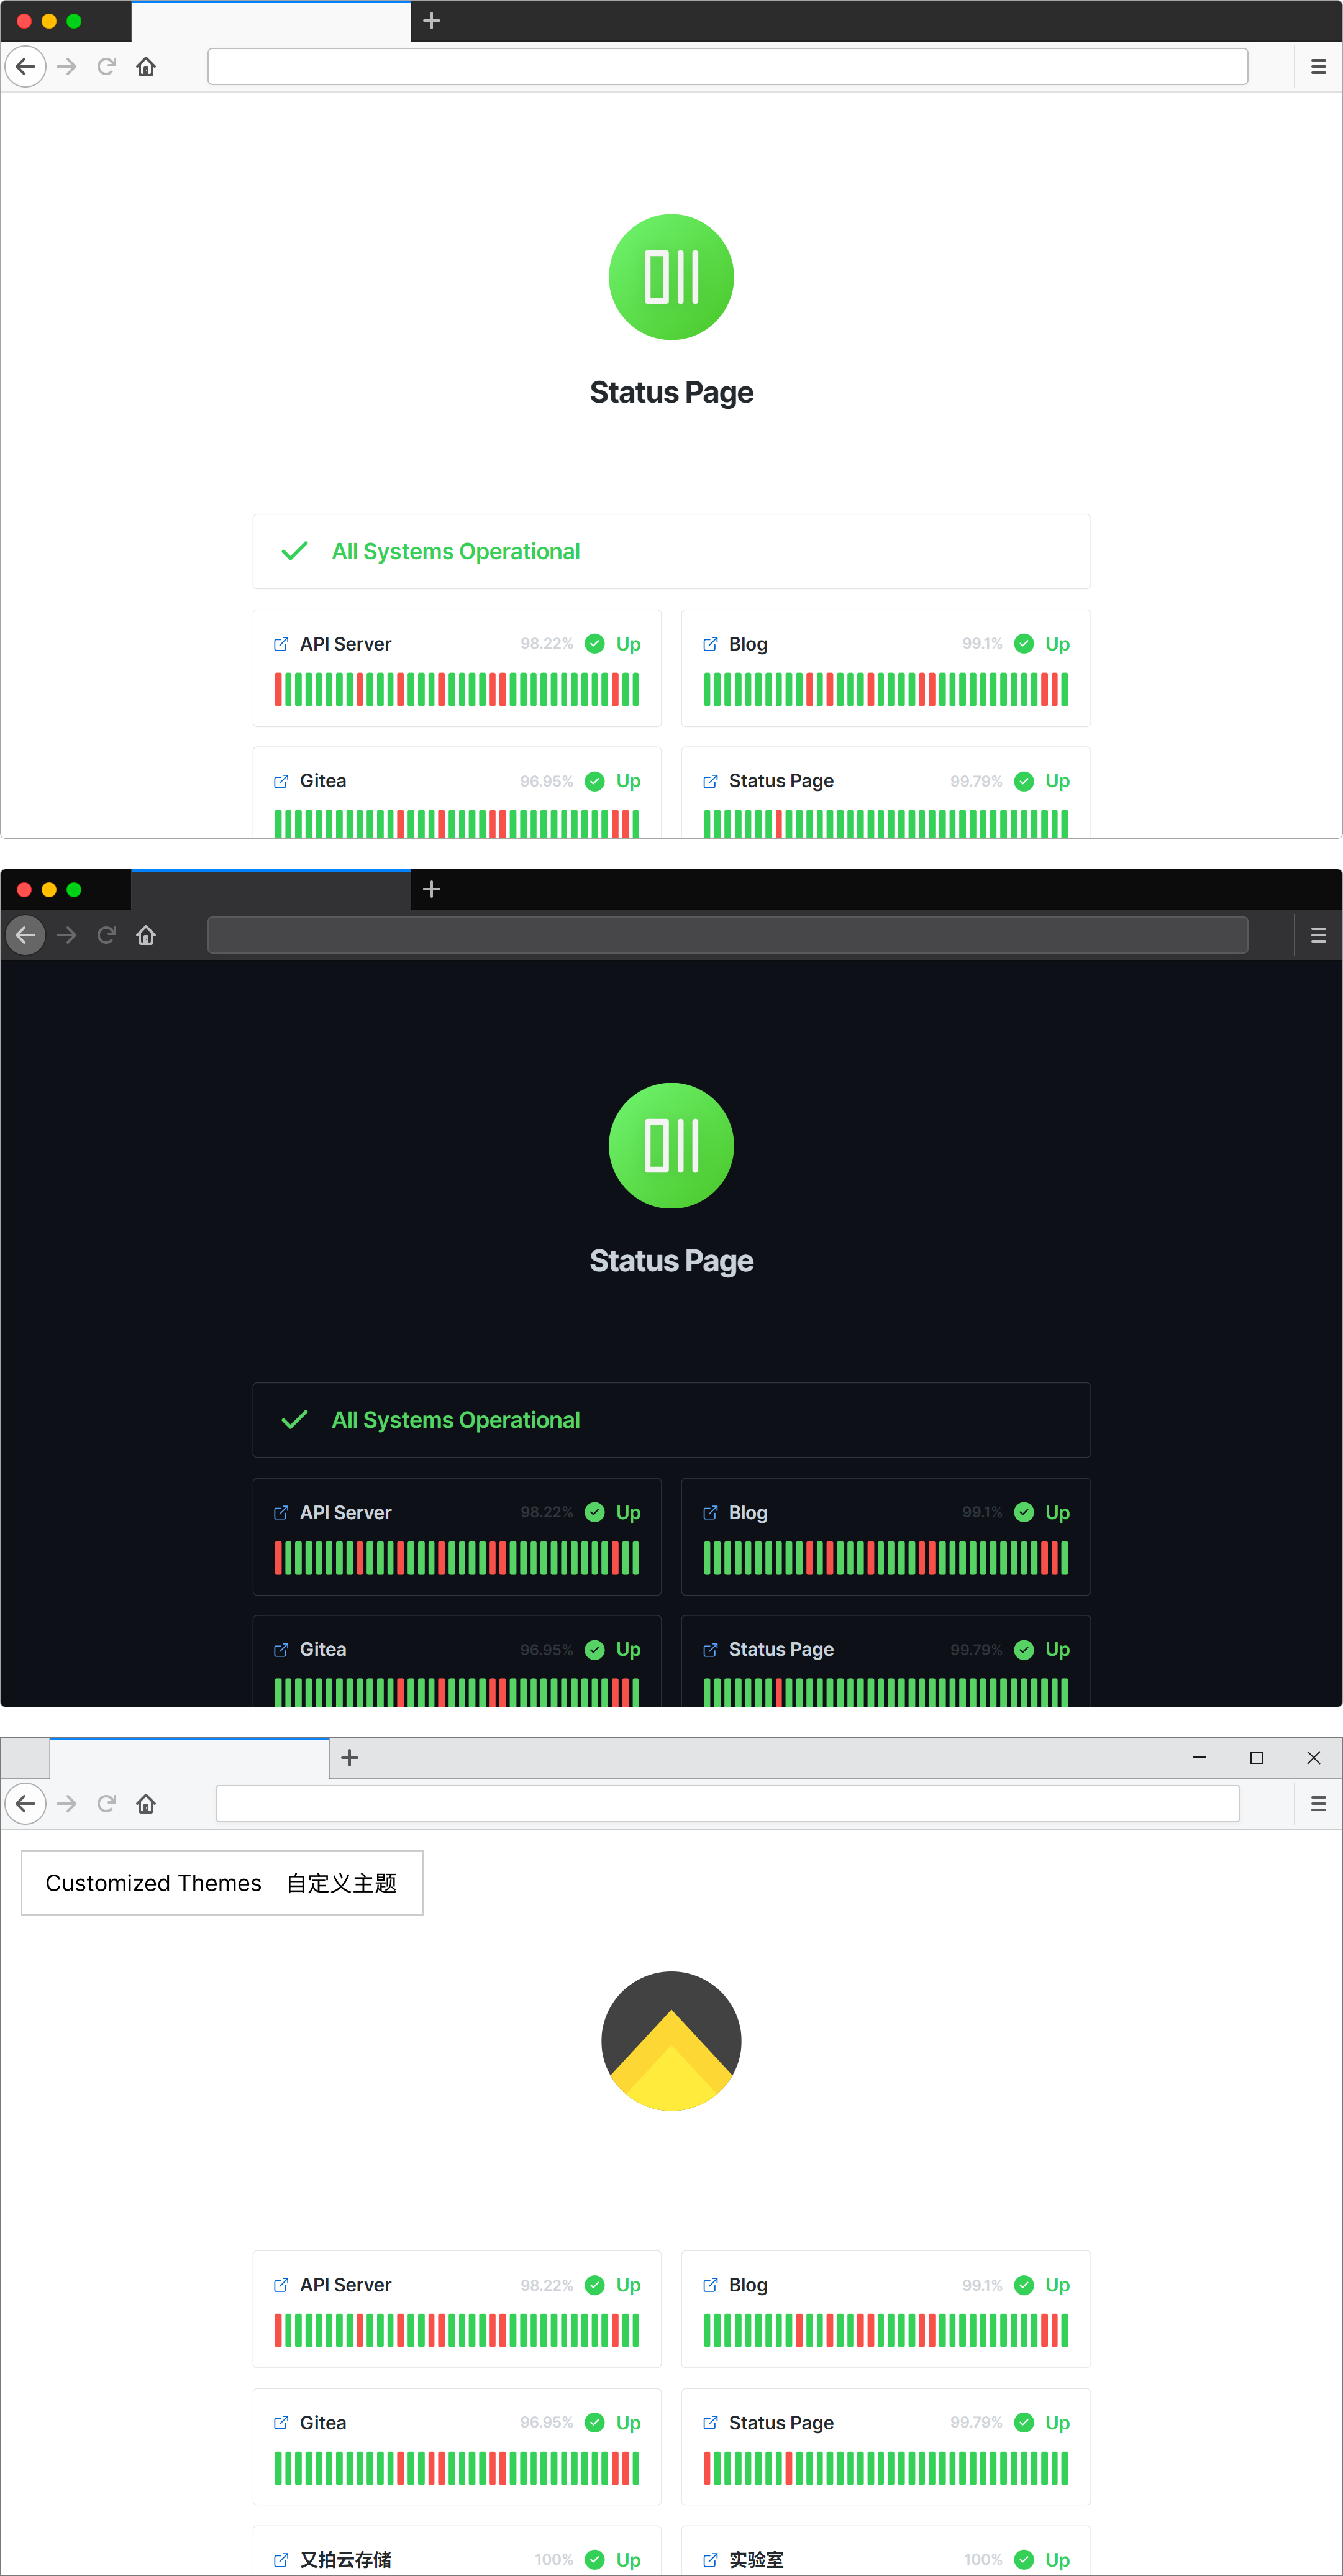 Status Page
All Systems Operational
API Server 98.22% Up
Blog 99.1% Up
Gitea 96.95% Up
Status Page 99.79% Up
Status Page
All Systems Operational
API Server 98.22% Up
Blog 99.1% Up
Gitea 96.95% Up
Status Page 99.79% Up
Customized Themes 自定义主题
API Server 98.22% Up
Blog 99.1% Up
Gitea 96.95% Up
Status Page 99.79% Up
又拍云存储 100% Up
实验室 100% Up